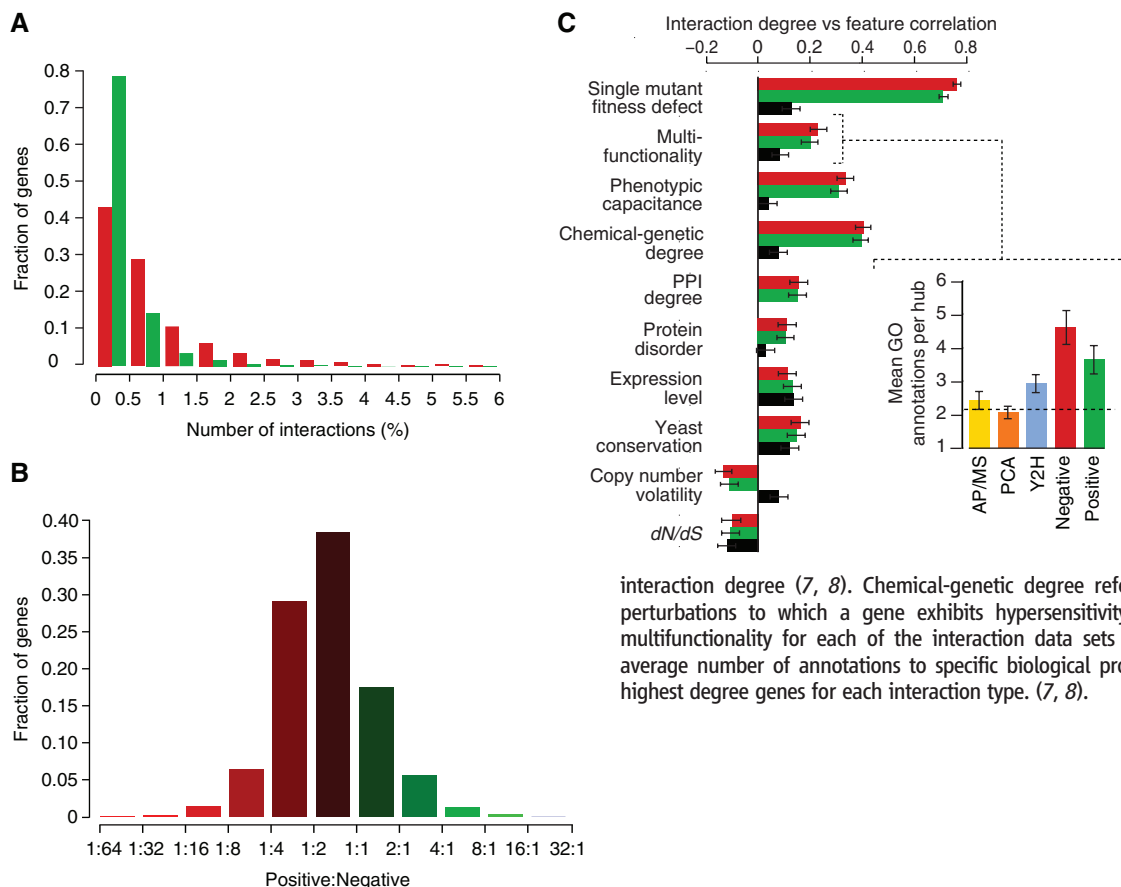 A
0.8
0.7
0.6
0.5
0.4
0.3
0.2
0.1
0
Fraction of genes
0 0.5 1 1.5 2 2.5 3 3.5 4 4.5 5 5.5 6
Number of interactions (%)
B
0.40
0.35
0.30
0.25
0.20
0.15
0.10
0.05
0
Fraction of genes
1:64 1:32 1:16 1:8 1:4 1:2 1:1 2:1 4:1 8:1 16:1 32:1
Positive:Negative
C
Interaction degree vs feature correlation
−0.2 0 0.2 0.4 0.6 0.8
Single mutant
fitness defect
Multi-
functionality
Phenotypic
capacitance
Chemical-genetic
degree
PPI
degree
Protein
disorder
Expression
level
Yeast
conservation
Copy number
volatility
dN/dS
6
5
4
3
2
1
Mean GO
annotations per hub
AP/MS
PCA
Y2H
Negative
Positive
interaction degree (7, 8). Chemical-genetic degree refe
perturbations to which a gene exhibits hypersensitivity
multifunctionality for each of the interaction data sets
average number of annotations to specific biological pro
highest degree genes for each interaction type. (7, 8).